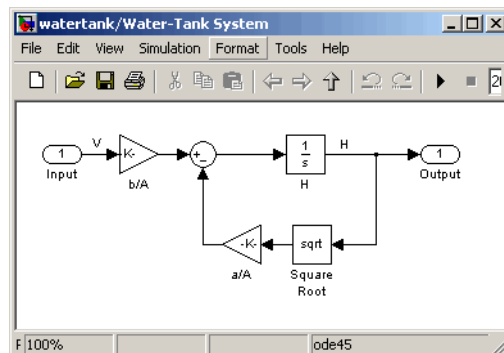 watertank/Water-Tank System
File Edit View Simulation Format Tools Help
V
1
K-
+
-
1
s
H
1
Input
b/A
H
Output
-K-
sqrt
a/A
Square
Root
100%
ode45